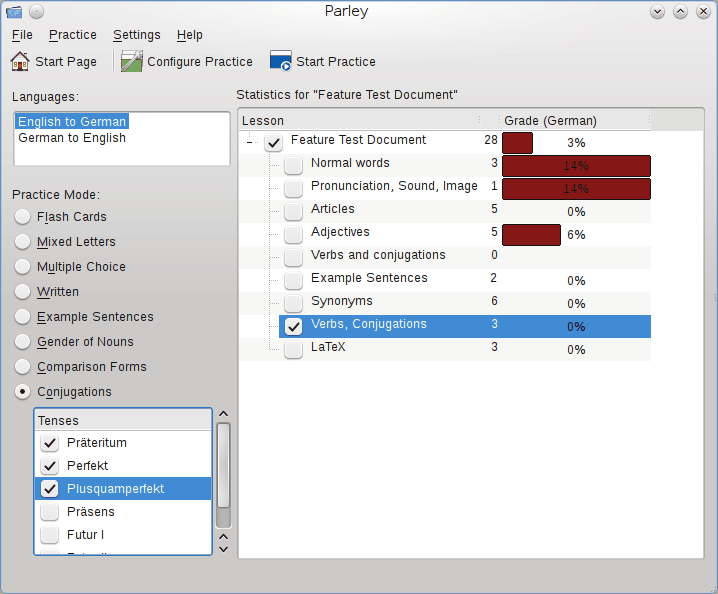 Parley
File Practice Settings Help
Start Page Configure Practice Start Practice
Languages:
English to German
German to English
Practice Mode:
Flash Cards
Mixed Letters
Multiple Choice
Written
Example Sentences
Gender of Nouns
Comparison Forms
Conjugations
Tenses
Präteritum
Perfekt
Plusquamperfekt
Präsens
Futur I
Statistics for "Feature Test Document"
Lesson Grade (German)
Feature Test Document 28 3%
Normal words 3 14%
Pronunciation, Sound, Image 1 14%
Articles 5 0%
Adjectives 5 6%
Verbs and conjugations 0
Example Sentences 2 0%
Synonyms 6 0%
Verbs, Conjugations 3 0%
LaTeX 3 0%